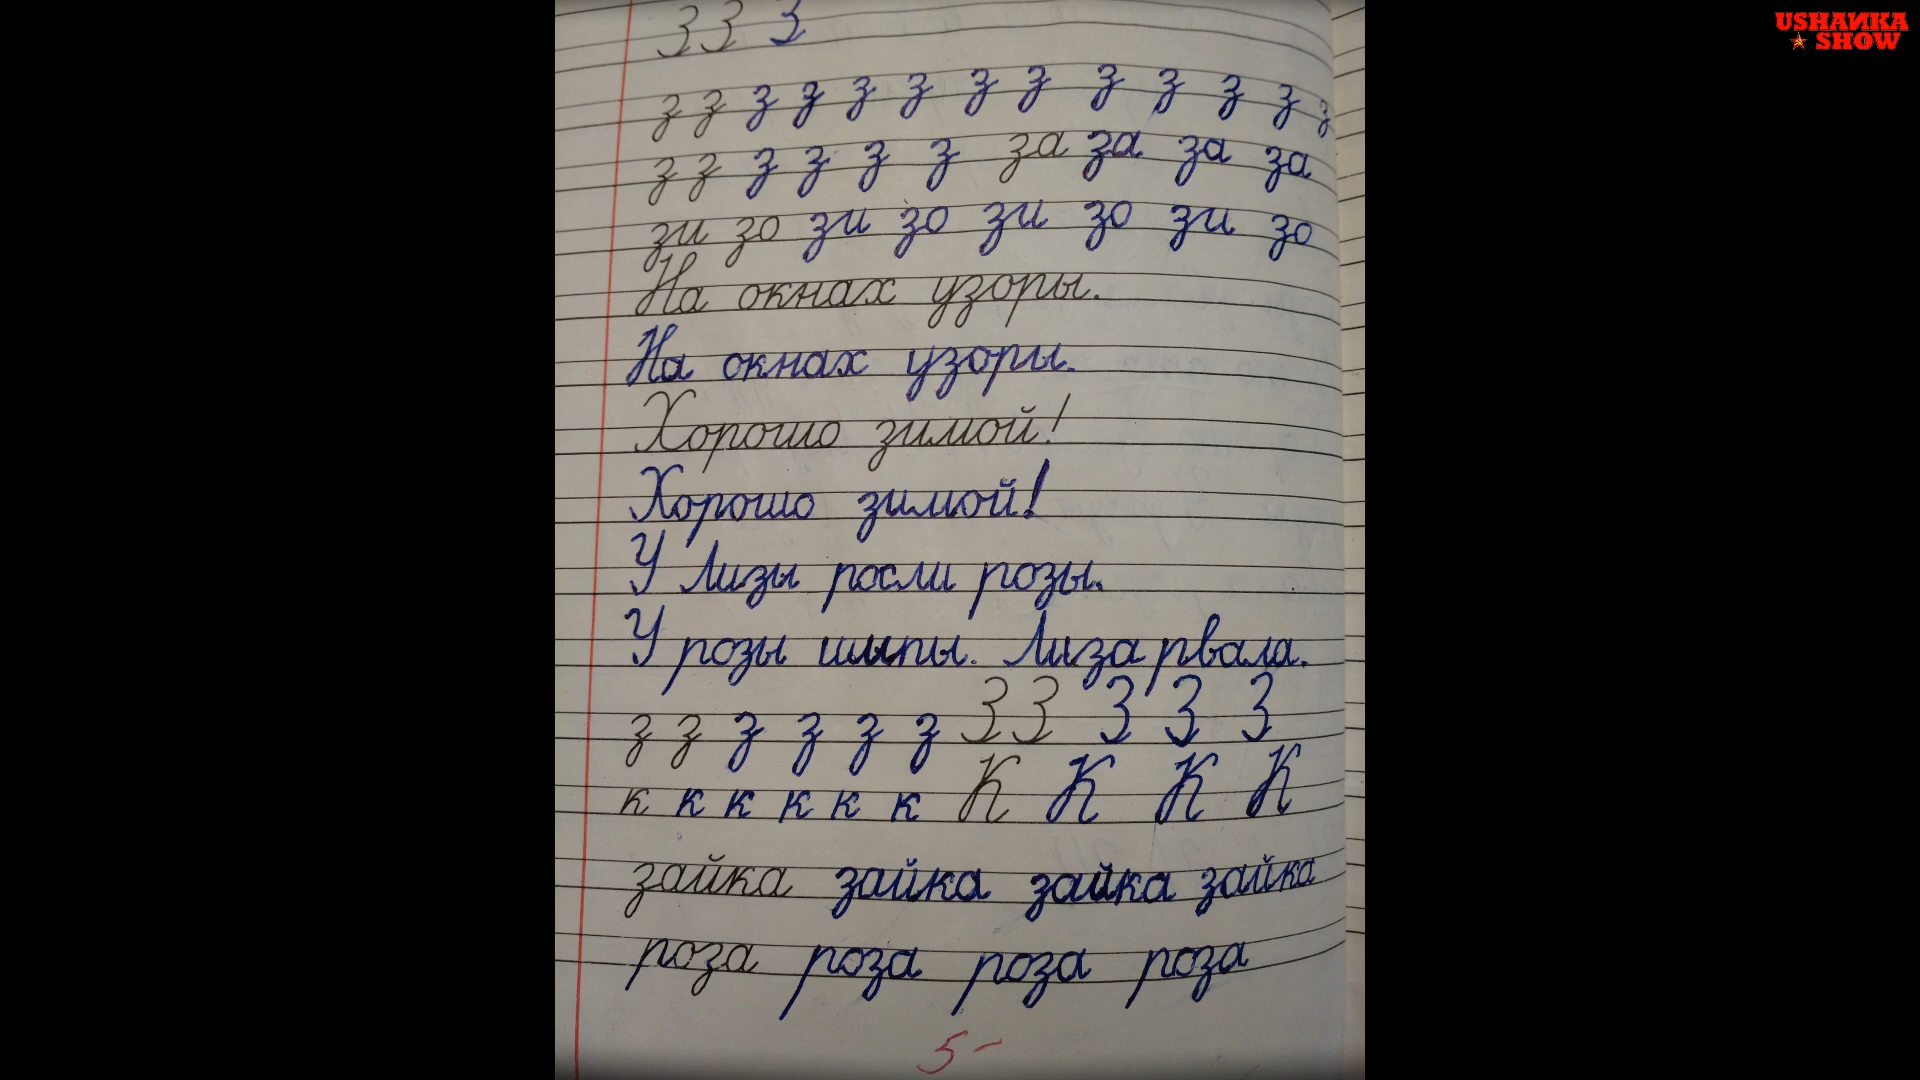 USHAИKA
SHOW
З З З
з з з з з з з з з з з з з
з з з з з з за за за за
зи зо зи зо зи зо зи зо
На окнах узоры.
На окнах узоры.
Хорошо зимой!
Хорошо зимой!
У Лизы росли розы.
У розы шипы. Лиза рвала.
з з з з з з З З З З З
к к к к к к К К К К
зайка зайка зайка зайка
роза роза роза роза
5-